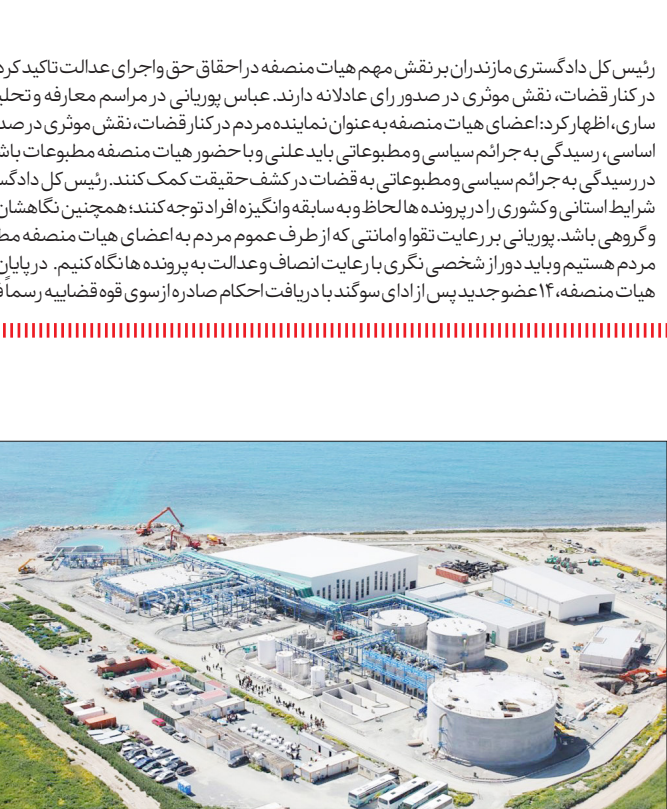 رئیس کل دادگستری مازندران بر نقش مهم هیات منصفه در احقاق حق و اجرای عدالت تاکید کرد
در کنار قضات، نقش موثری در صدور رای عادلانه دارند. عباس پوریانی در مراسم معارفه و
ساری، اظهار کرد: اعضای هیات منصفه به عنوان نماینده مردم در کنار قضات، نقش موثری در
اساسی، رسیدگی به جرائم سیاسی و مطبوعاتی باید علنی و با حضور هیات منصفه مطبوعات
در رسیدگی به جرائم سیاسی و مطبوعاتی به قضات در کشف حقیقت کمک کنند. رئیس کل
شرایط استانی و کشوری را در پرونده ها لحاظ و به سابقه و انگیزه افراد توجه کنند؛ همچنین نگاهشان
و گروهی باشد. پوریانی بر رعایت تقوا و امانتی که از طرف عموم مردم به اعضای هیات منصفه
مردم هستیم و باید دور از شخصی نگری با رعایت انصاف و عدالت به پرونده ها نگاه کنیم. در پایان
هیات منصفه، ۱۴ عضو جدید پس از ادای سوگند با دریافت احکام صادره از سوی قوه قضاییه رسماً